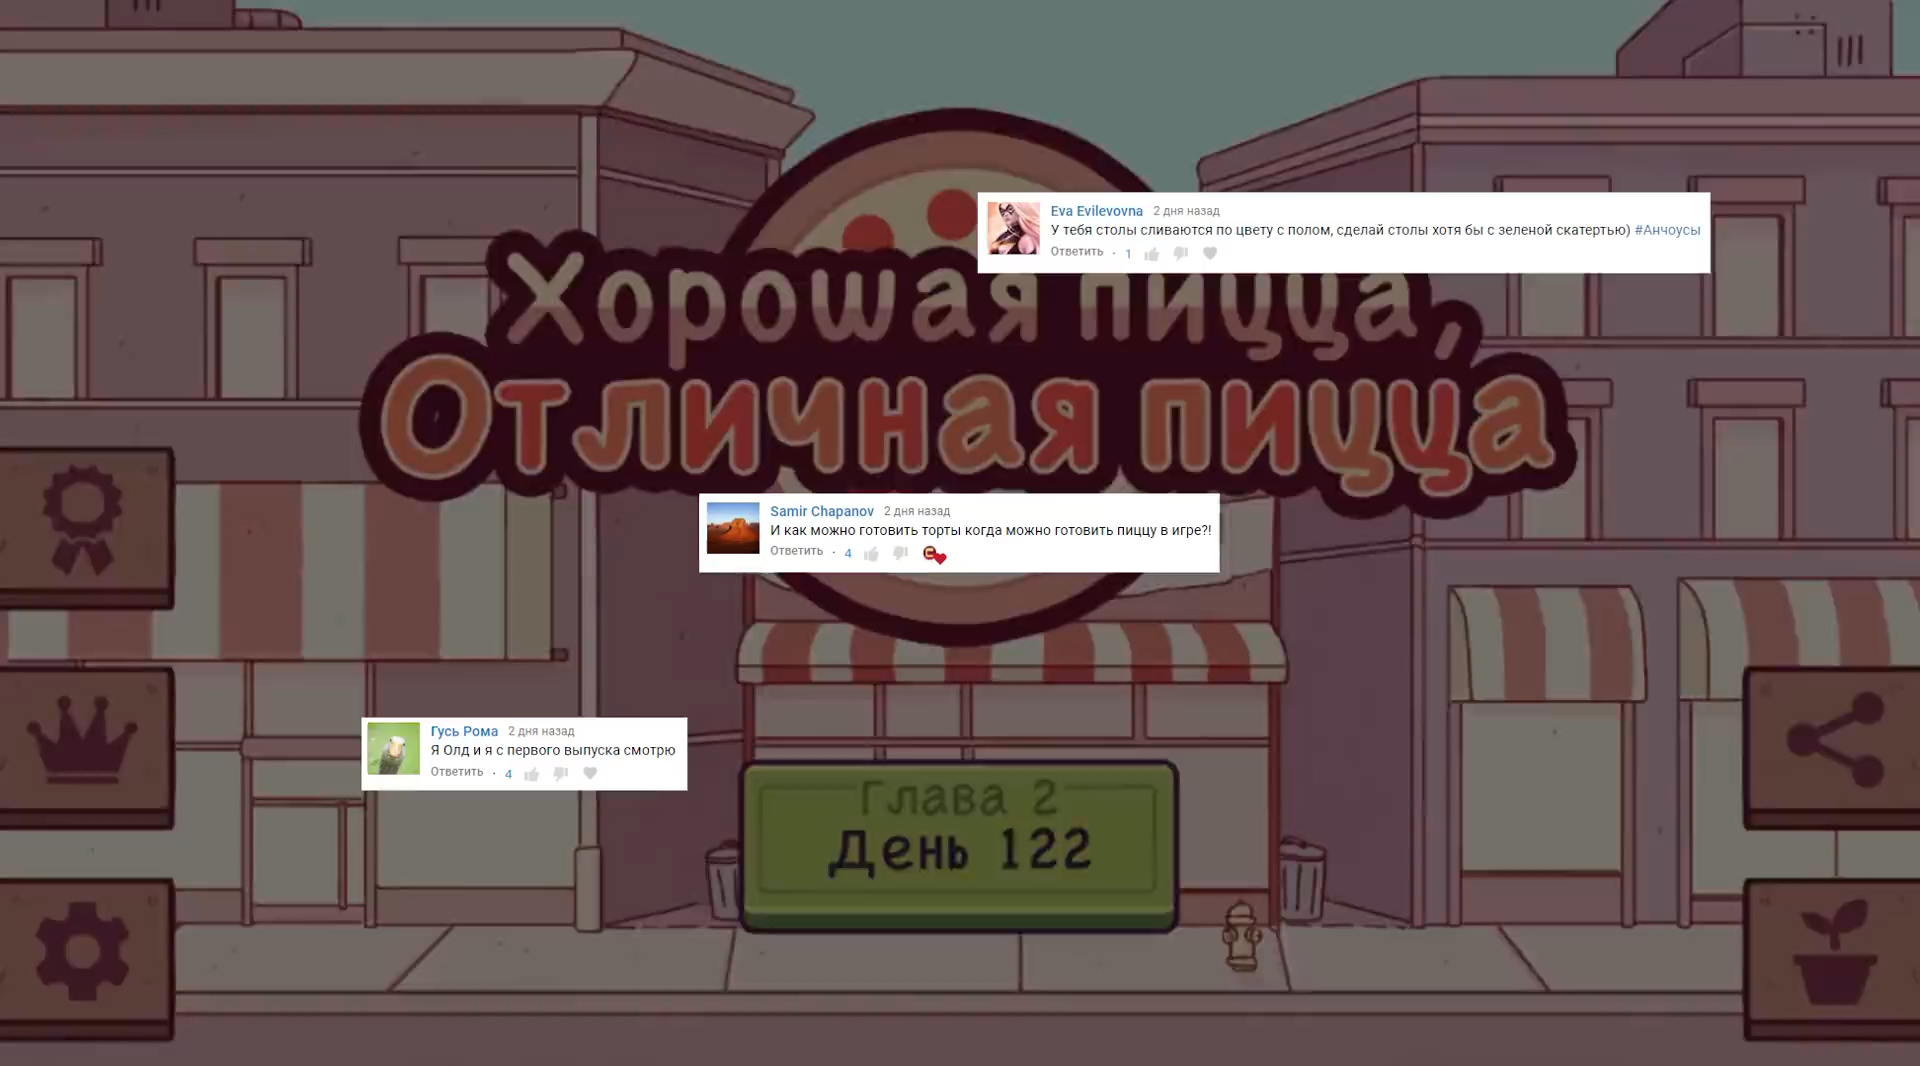 Eva Evilevovna 2 дня назад
У тебя столы сливаются по цвету с полом, сделай столы хотя бы с зеленой скатертью) #Анчоусы
Ответить · 1
Хорошая пицца,
Отличная пицца
Samir Chapanov 2 дня назад
И как можно готовить торты когда можно готовить пиццу в игре?!
Ответить · 4
Гусь Рома 2 дня назад
Я Олд и я с первого выпуска смотрю
Ответить · 4
Глава 2
День 122